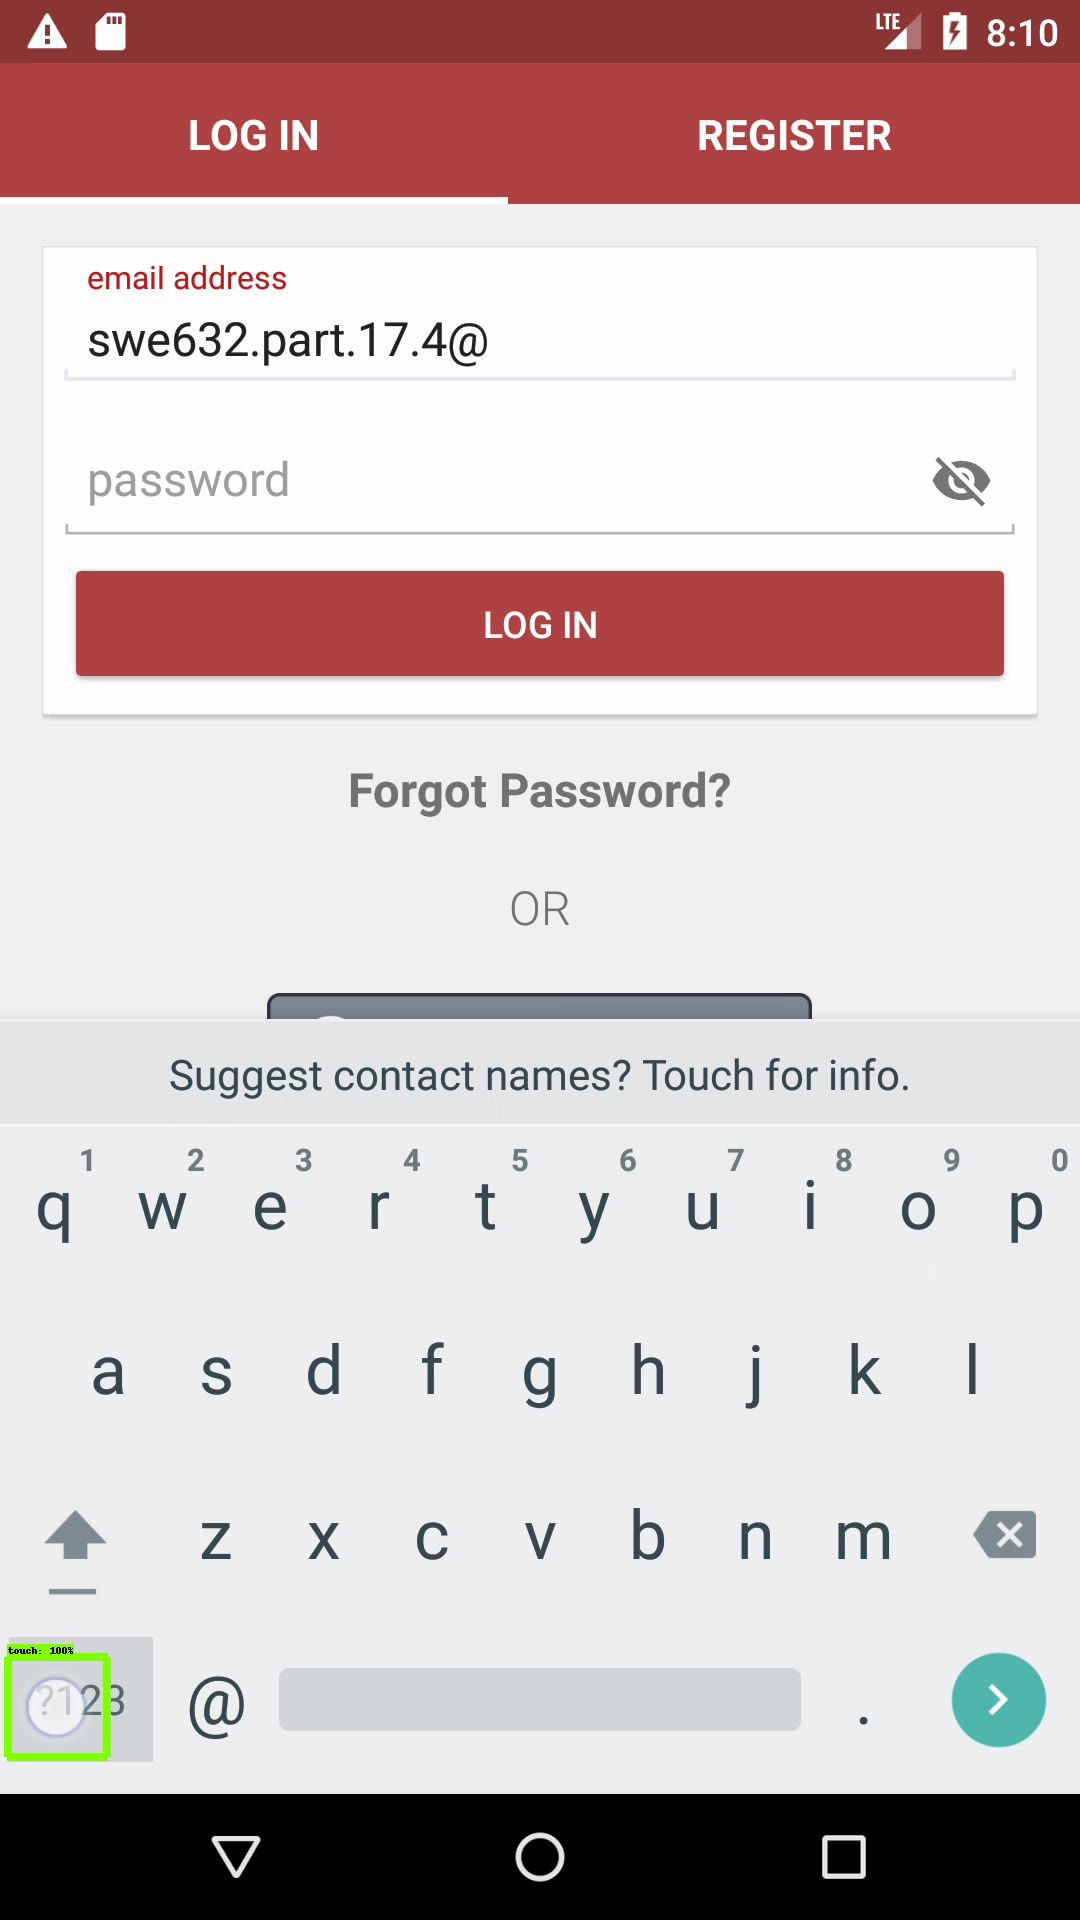 LTE 8:10
LOG IN REGISTER
email address
swe632.part.17.4@
password
LOG IN
Forgot Password?
OR
Suggest contact names? Touch for info.
1 2 3 4 5 6 7 8 9 0
q w e r t y u i o p
a s d f g h j k l
z x c v b n m
touch: 100%
?123 @ .